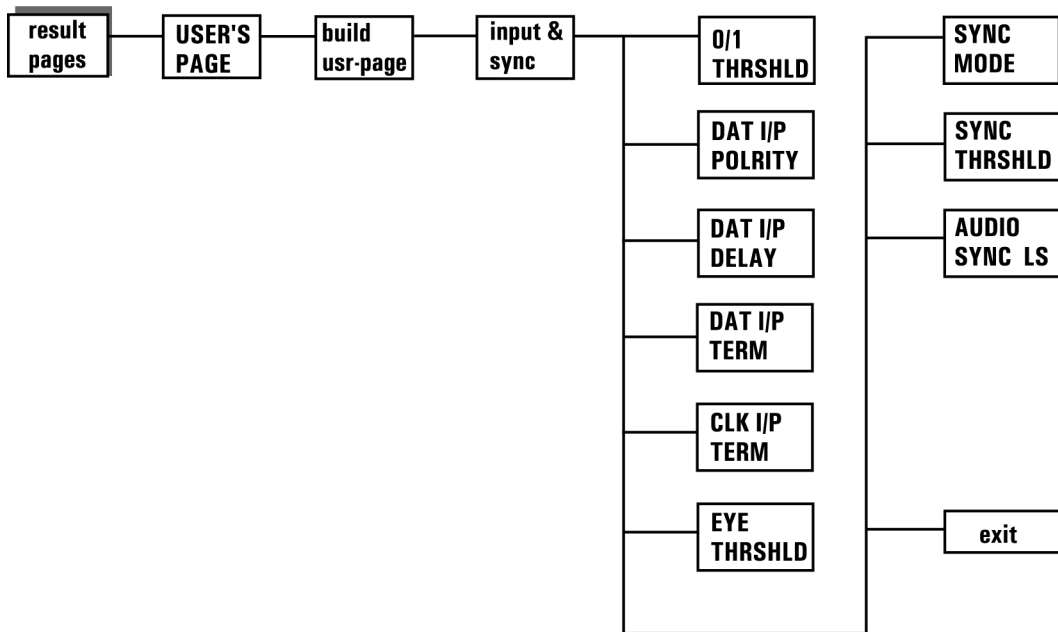 result
pages
USER'S
PAGE
build
usr-page
input &
sync
0/1
THRSHLD
DAT I/P
POLRITY
DAT I/P
DELAY
DAT I/P
TERM
CLK I/P
TERM
EYE
THRSHLD
SYNC
MODE
SYNC
THRSHLD
AUDIO
SYNC LS
exit